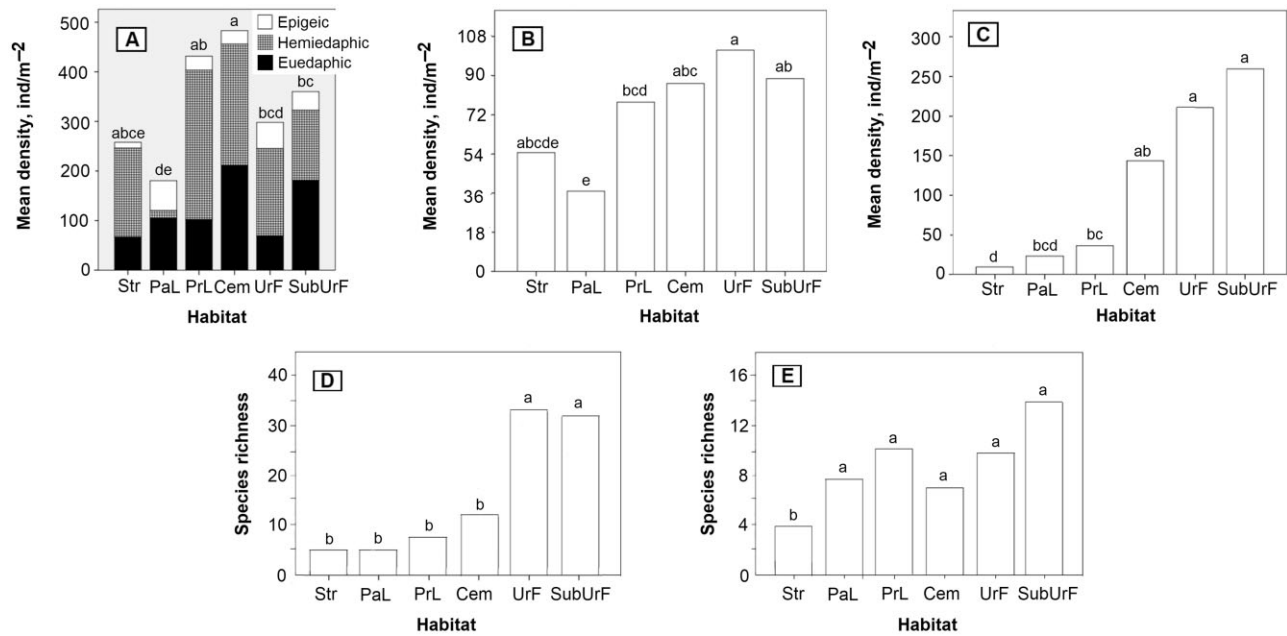 A
Epigeic
Hemiedaphic
Euedaphic
Mean density, ind/m⁻²
500
400
300
200
100
0
abce
de
ab
a
bcd
bc
Str PaL PrL Cem UrF SubUrF
Habitat
B
Mean density, ind/m⁻²
108
90
72
54
36
18
0
abcde
e
bcd
abc
a
ab
Str PaL PrL Cem UrF SubUrF
Habitat
C
Mean density, ind/m⁻²
300
250
200
150
100
50
0
d
bcd
bc
ab
a
a
Str PaL PrL Cem UrF SubUrF
Habitat
D
Species richness
40
30
20
10
0
b
b
b
b
a
a
Str PaL PrL Cem UrF SubUrF
Habitat
E
Species richness
16
12
8
4
0
b
a
a
a
a
a
Str PaL PrL Cem UrF SubUrF
Habitat